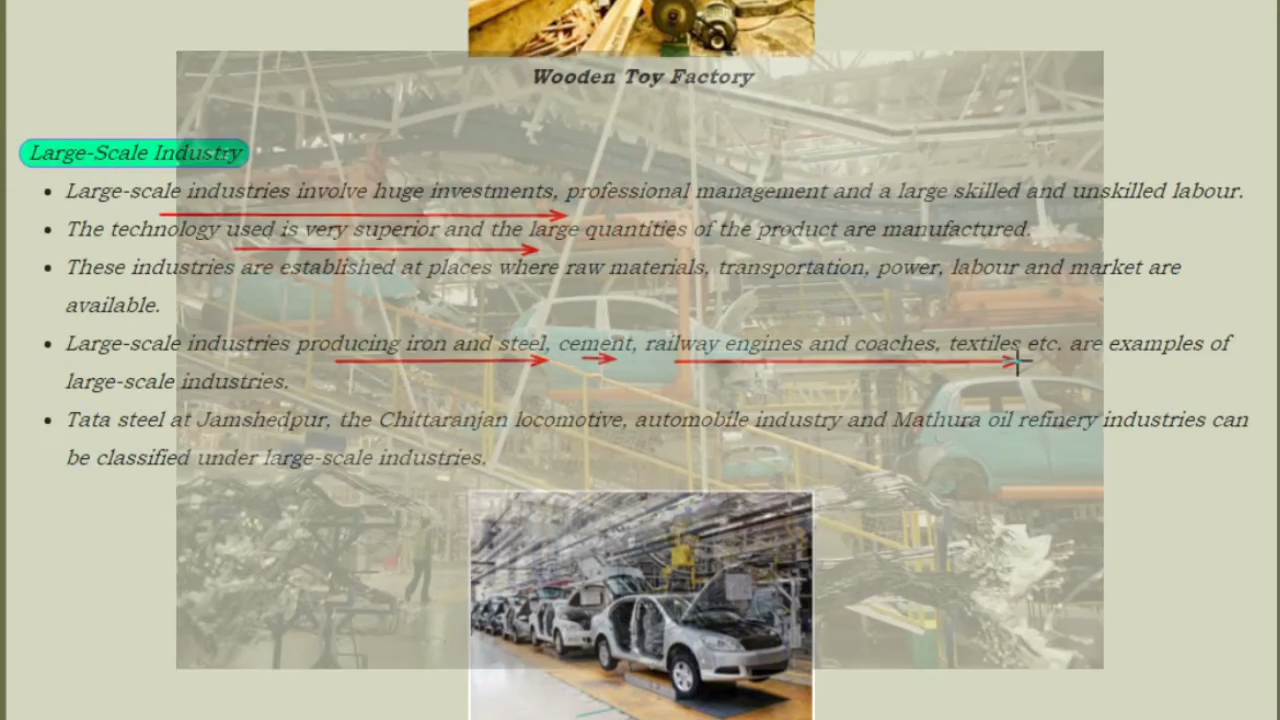 Wooden Toy Factory
Large-Scale Industry
• Large-scale industries involve huge investments, professional management and a large skilled and unskilled labour.
• The technology used is very superior and the large quantities of the product are manufactured.
• These industries are established at places where raw materials, transportation, power, labour and market are
available.
• Large-scale industries producing iron and steel, cement, railway engines and coaches, textiles etc. are examples of
large-scale industries.
• Tata steel at Jamshedpur, the Chittaranjan locomotive, automobile industry and Mathura oil refinery industries can
be classified under large-scale industries.